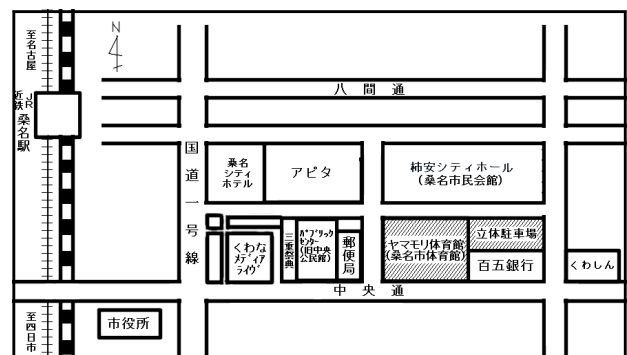 至名古屋
N
八間通
JR
近鉄
桑名駅
国道一号線
桑名
シティ
ホテル
アピタ
柿安シティホール
(桑名市民会館)
くわな
メディア
ライヴ
三重祭典
パブリック
センター
(旧中央
公民館)
郵便局
ヤマモリ体育館
(桑名市体育館)
立体駐車場
百五銀行
くわしん
中央通
至四日市
市役所